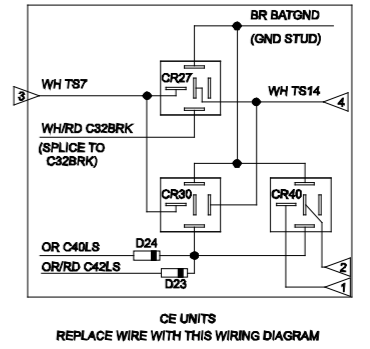 BR BATGND
(GND STUD)
CR27
WH TS7
WH TS14
3
4
WH/RD C32BRK
(SPLICE TO
C32BRK)
CR30
CR40
OR C40LS
D24
OR/RD C42LS
D23
2
1
CE UNITS
REPLACE WIRE WITH THIS WIRING DIAGRAM